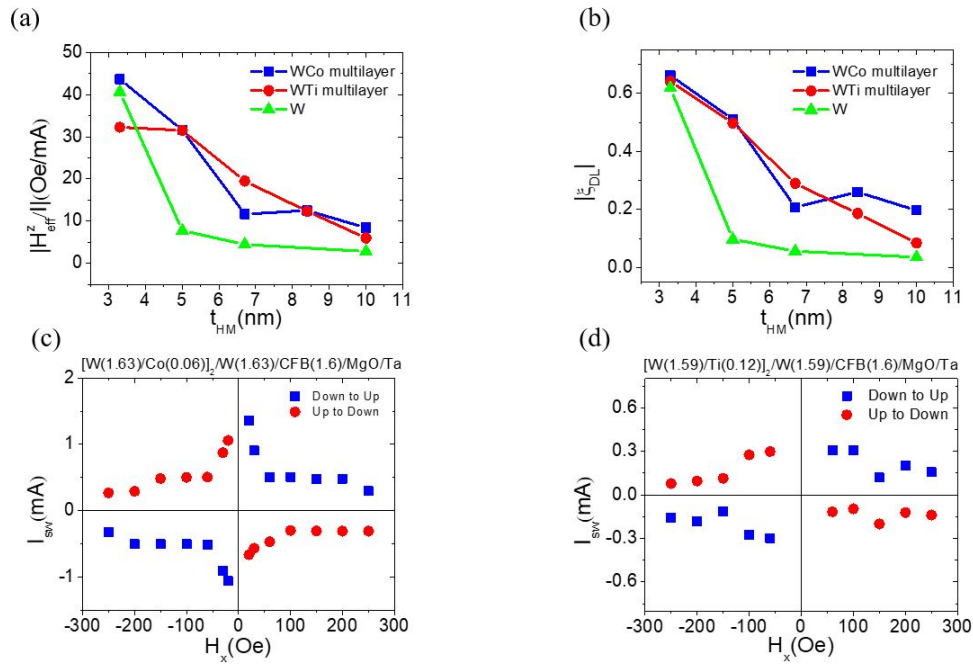 (a)
50
40
30
20
10
0
|H^z_eff/I|(Oe/mA)
WCo multilayer
WTi multilayer
W
3 4 5 6 7 8 9 10 11
t_HM(nm)
(b)
0.6
0.4
0.2
0.0
|ξ_DL|
WCo multilayer
WTi multilayer
W
3 4 5 6 7 8 9 10 11
t_HM(nm)
(c)
[W(1.63)/Co(0.06)]_2/W(1.63)/CFB(1.6)/MgO/Ta
2
1
0
-1
I_sw(mA)
Down to Up
Up to Down
-300 -200 -100 0 100 200 300
H_x(Oe)
(d)
[W(1.59)/Ti(0.12)]_2/W(1.59)/CFB(1.6)/MgO/Ta
0.6
0.3
0.0
-0.3
-0.6
I_sw(mA)
Down to Up
Up to Down
-300 -200 -100 0 100 200 300
H_x(Oe)